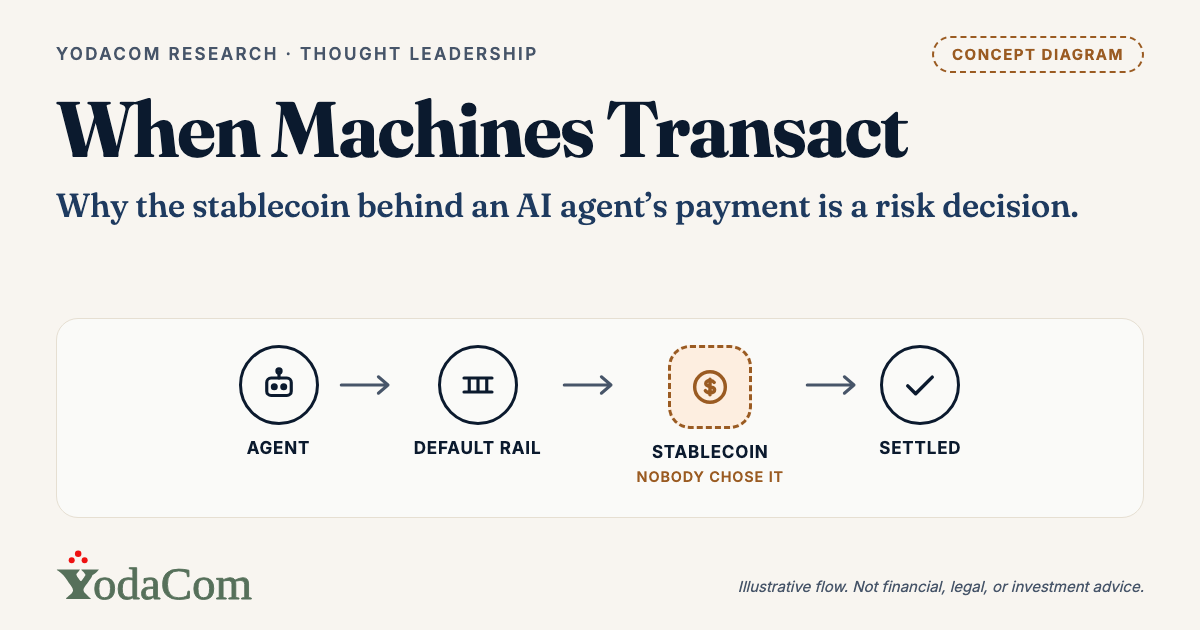 YODACOM RESEARCH · THOUGHT LEADERSHIP
CONCEPT DIAGRAM
When Machines Transact
Why the stablecoin behind an AI agent’s payment is a risk decision.
$
AGENT
DEFAULT RAIL
STABLECOIN
SETTLED
NOBODY CHOSE IT
YodaCom
Illustrative flow. Not financial, legal, or investment advice.